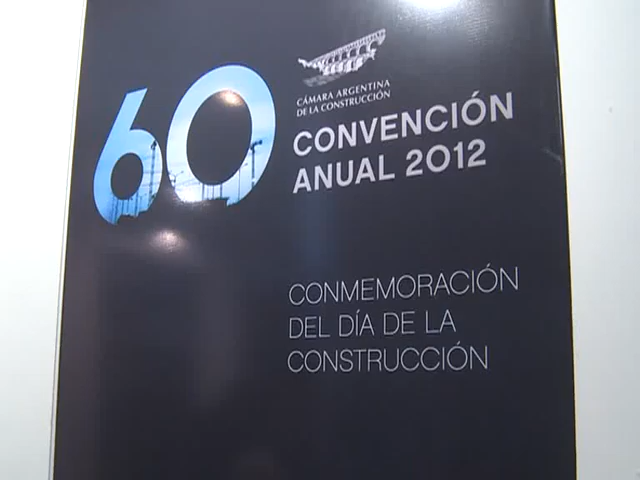 60
CÁMARA ARGENTINA
DE LA CONSTRUCCIÓN
CONVENCIÓN
ANUAL 2012
CONMEMORACIÓN
DEL DÍA DE LA
CONSTRUCCIÓN